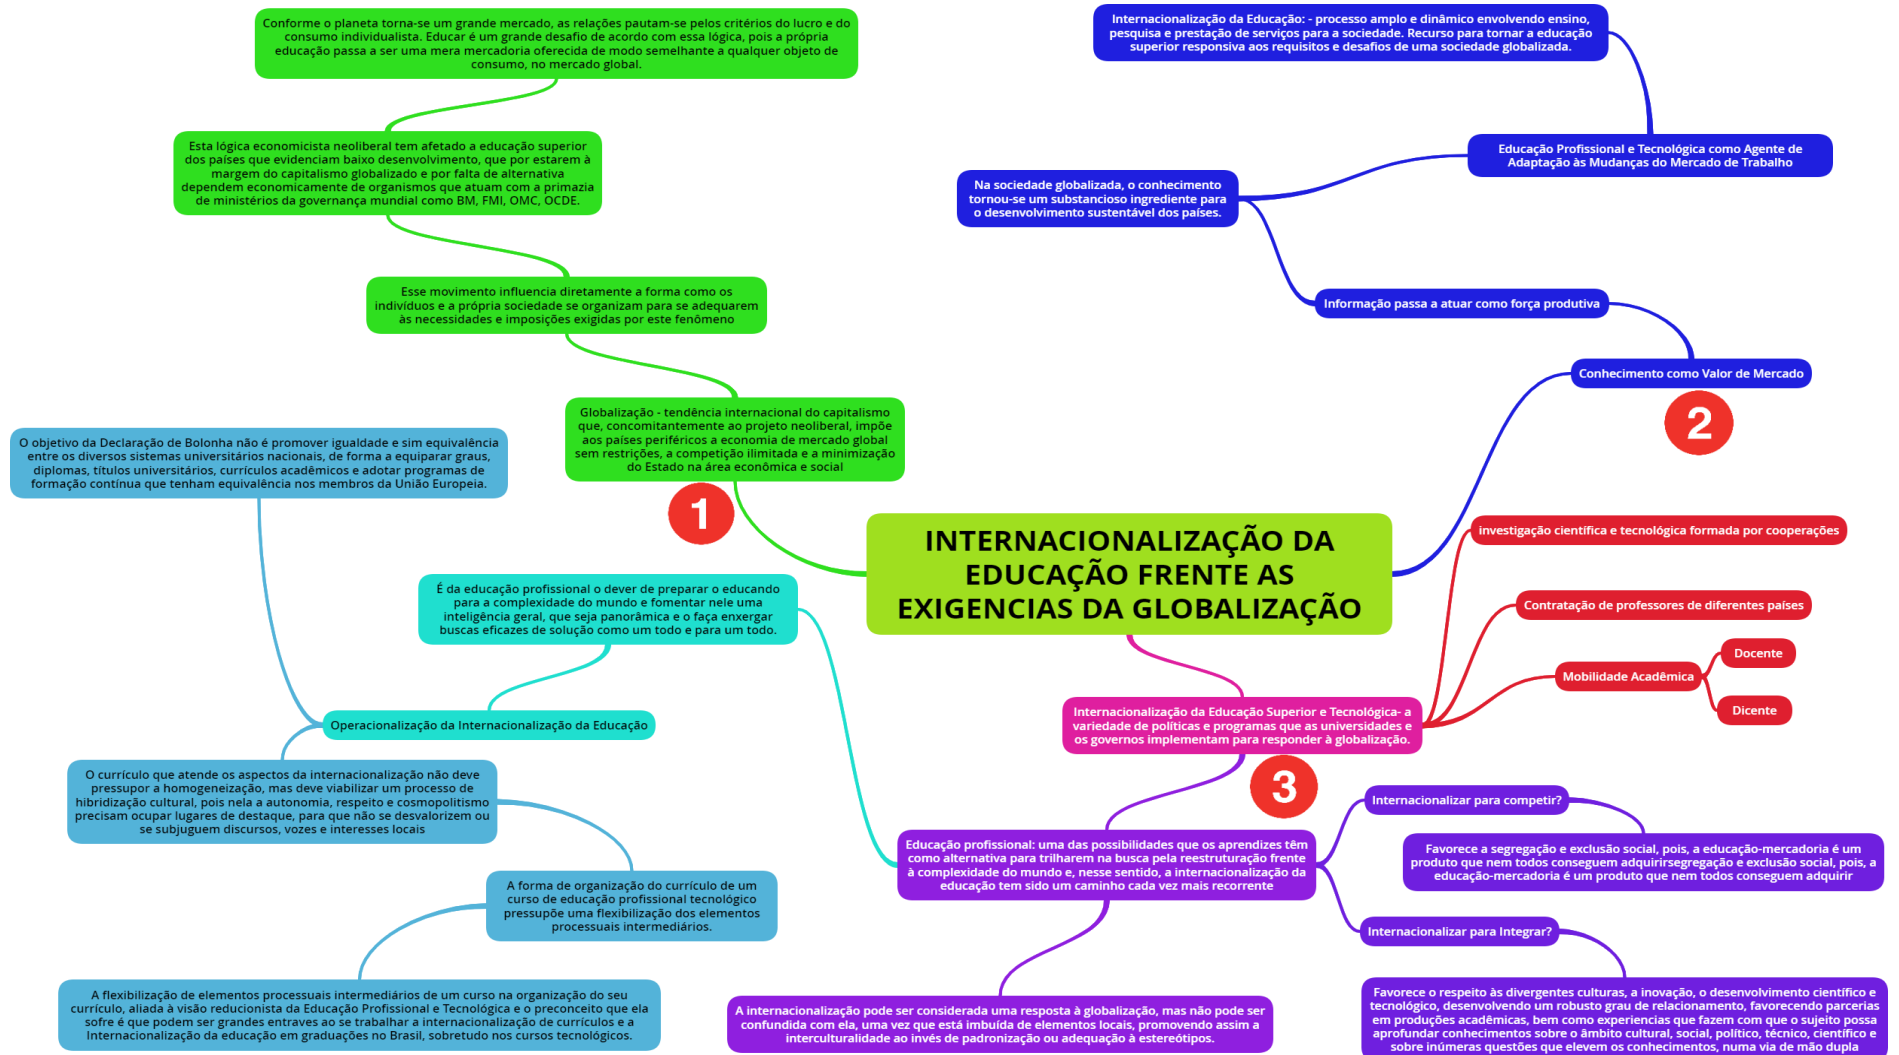 Conforme o planeta torna-se um grande mercado, as relações pautam-se pelos critérios do lucro e do
consumo individualista. Educar é um grande desafio de acordo com essa lógica, pois a própria
educação passa a ser uma mera mercadoria oferecida de modo semelhante a qualquer objeto de
consumo, no mercado global.
Esta lógica economicista neoliberal tem afetado a educação superior
dos países que evidenciam baixo desenvolvimento, que por estarem à
margem do capitalismo globalizado e por falta de alternativa
dependem economicamente de organismos que atuam com a primazia
de ministérios da governança mundial como BM, FMI, OMC, OCDE.
Esse movimento influencia diretamente a forma como os
indivíduos e a própria sociedade se organizam para se adequarem
às necessidades e imposições exigidas por este fenômeno
Globalização - tendência internacional do capitalismo
que, concomitantemente ao projeto neoliberal, impõe
aos países periféricos a economia de mercado global
sem restrições, a competição ilimitada e a minimização
do Estado na área econômica e social
1
Internacionalização da Educação: - processo amplo e dinâmico envolvendo ensino,
pesquisa e prestação de serviços para a sociedade. Recurso para tornar a educação
superior responsiva aos requisitos e desafios de uma sociedade globalizada.
Educação Profissional e Tecnológica como Agente de
Adaptação às Mudanças do Mercado de Trabalho
Na sociedade globalizada, o conhecimento
tornou-se um substancioso ingrediente para
o desenvolvimento sustentável dos países.
Informação passa a atuar como força produtiva
Conhecimento como Valor de Mercado
2
INTERNACIONALIZAÇÃO DA
EDUCAÇÃO FRENTE AS
EXIGENCIAS DA GLOBALIZAÇÃO
investigação científica e tecnológica formada por cooperações
Contratação de professores de diferentes países
Mobilidade Acadêmica
Docente
Dicente
Internacionalização da Educação Superior e Tecnológica- a
variedade de políticas e programas que as universidades e
os governos implementam para responder à globalização.
3
O objetivo da Declaração de Bolonha não é promover igualdade e sim equivalência
entre os diversos sistemas universitários nacionais, de forma a equiparar graus,
diplomas, títulos universitários, currículos acadêmicos e adotar programas de
formação contínua que tenham equivalência nos membros da União Europeia.
É da educação profissional o dever de preparar o educando
para a complexidade do mundo e fomentar nele uma
inteligência geral, que seja panorâmica e o faça enxergar
buscas eficazes de solução como um todo e para um todo.
Operacionalização da Internacionalização da Educação
O currículo que atende os aspectos da internacionalização não deve
pressupor a homogeneização, mas deve viabilizar um processo de
hibridização cultural, pois nela a autonomia, respeito e cosmopolitismo
precisam ocupar lugares de destaque, para que não se desvalorizem ou
se subjuguem discursos, vozes e interesses locais
A forma de organização do currículo de um
curso de educação profissional tecnológico
pressupõe uma flexibilização dos elementos
processuais intermediários.
A flexibilização de elementos processuais intermediários de um curso na organização do seu
currículo, aliada à visão reducionista da Educação Profissional e Tecnológica e o preconceito que ela
sofre é que podem ser grandes entraves ao se trabalhar a internacionalização de currículos e a
Internacionalização da educação em graduações no Brasil, sobretudo nos cursos tecnológicos.
Educação profissional: uma das possibilidades que os aprendizes têm
como alternativa para trilharem na busca pela reestruturação frente
à complexidade do mundo e, nesse sentido, a internacionalização da
educação tem sido um caminho cada vez mais recorrente
A internacionalização pode ser considerada uma resposta à globalização, mas não pode ser
confundida com ela, uma vez que está imbuída de elementos locais, promovendo assim a
interculturalidade ao invés de padronização ou adequação à estereótipos.
Internacionalizar para competir?
Favorece a segregação e exclusão social, pois, a educação-mercadoria é um
produto que nem todos conseguem adquirirsegregação e exclusão social, pois, a
educação-mercadoria é um produto que nem todos conseguem adquirir
Internacionalizar para Integrar?
Favorece o respeito às divergentes culturas, a inovação, o desenvolvimento científico e
tecnológico, desenvolvendo um robusto grau de relacionamento, favorecendo parcerias
em produções acadêmicas, bem como experiencias que fazem com que o sujeito possa
aprofundar conhecimentos sobre o âmbito cultural, social, político, técnico, científico e
sobre inúmeras questões que elevem os conhecimentos, numa via de mão dupla